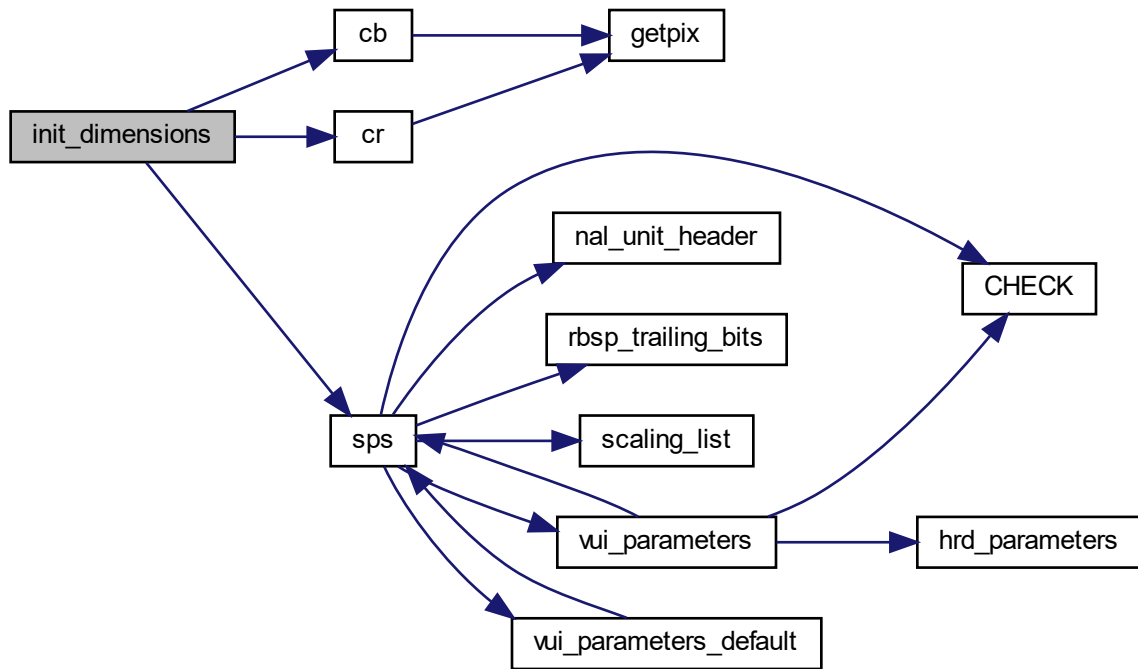 cb
getpix
init_dimensions
cr
nal_unit_header
CHECK
rbsp_trailing_bits
sps
scaling_list
vui_parameters
hrd_parameters
vui_parameters_default